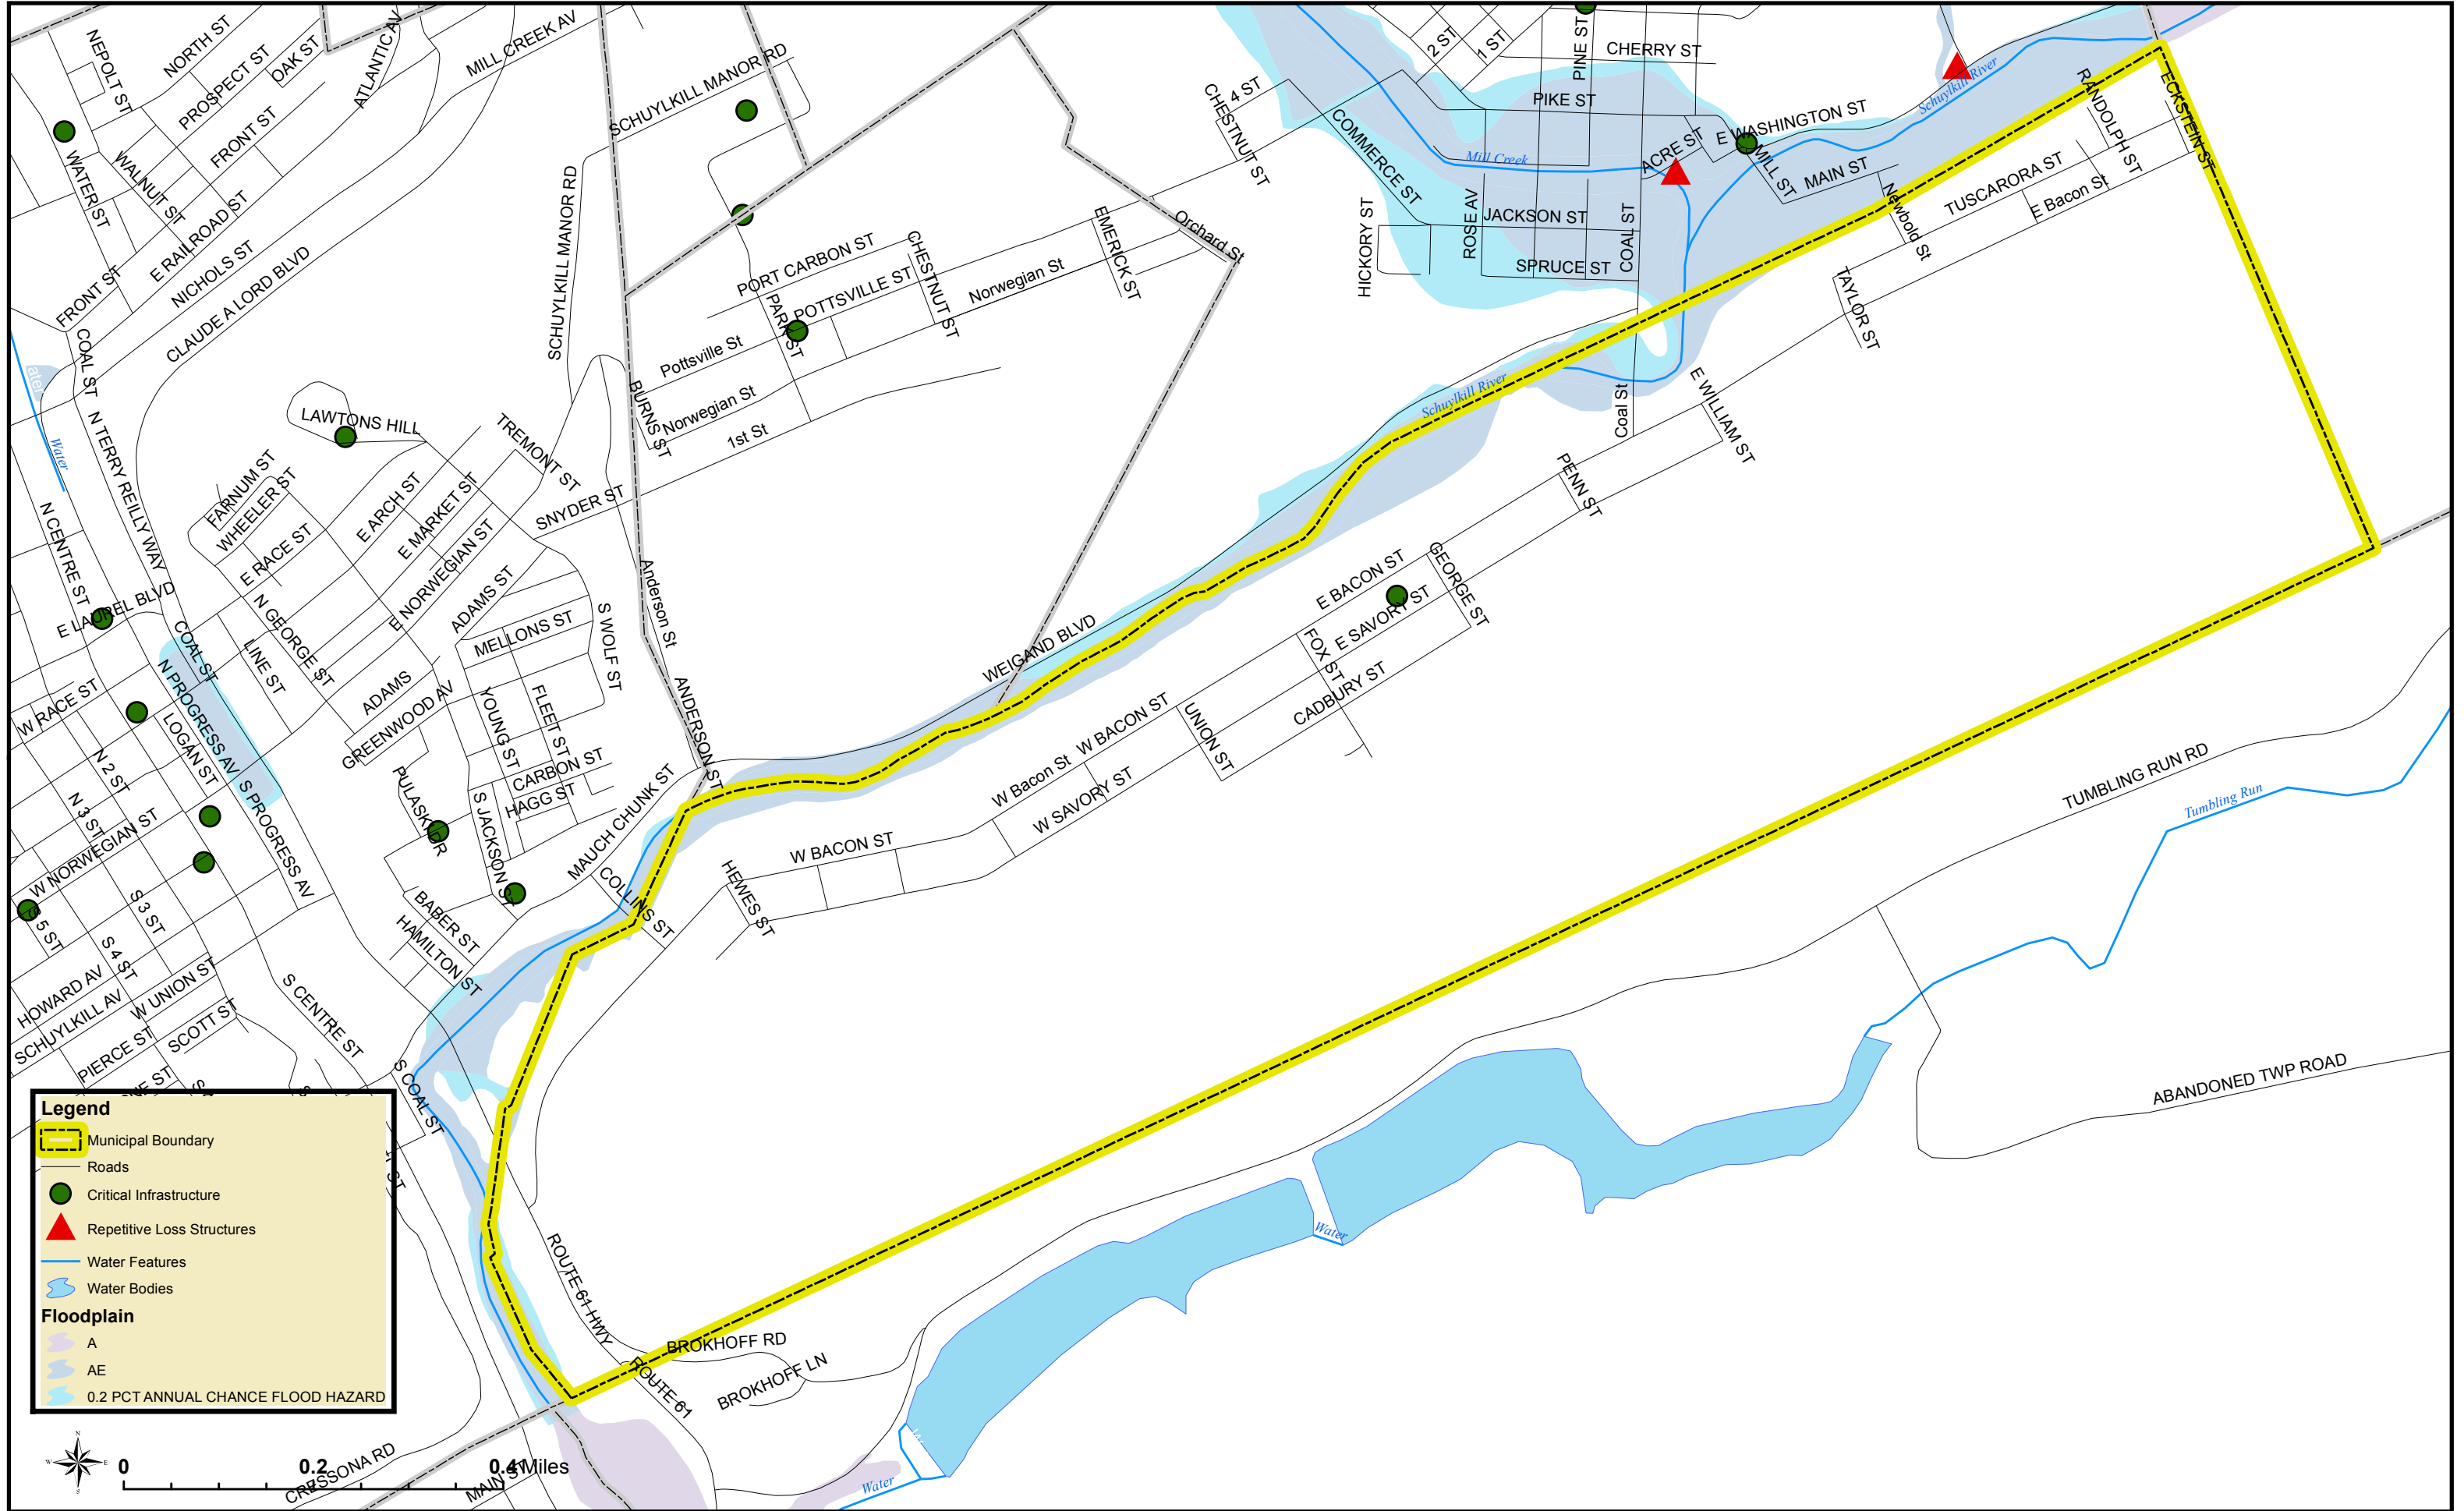 NEPOLT ST
NORTH ST
PROSPECT ST
OAK ST
ATLANTIC AV
MILL CREEK AV
SCHUYLKILL MANOR RD
2 ST
1 ST
PINE ST
CHERRY ST
PIKE ST
E WASHINGTON ST
Schuylkill River
RANDOLPH ST
ECKSTEIN ST
WATER ST
WALNUT ST
FRONT ST
E RAILROAD ST
NICHOLS ST
CLAUDE A LORD BLVD
FRONT ST
COAL ST
SCHUYLKILL MANOR RD
CHESTNUT ST
4 ST
COMMERCE ST
Mill Creek
ACRE ST
MILL ST
MAIN ST
Newbold St
TUSCARORA ST
E Bacon St
HICKORY ST
ROSE AV
JACKSON ST
COAL ST
SPRUCE ST
TAYLOR ST
PORT CARBON ST
PARK ST
POTTSVILLE ST
CHESTNUT ST
Norwegian St
EMERICK ST
Orchard St
Pottsville St
Norwegian St
BURNS ST
1st St
Schuylkill River
Coal St
E WILLIAM ST
PENN ST
Water
N TERRY REILLY WAY
LAWTONS HILL
TREMONT ST
SNYDER ST
FARNUM ST
WHEELER ST
E RACE ST
E ARCH ST
E MARKET ST
E NORWEGIAN ST
N CENTRE ST
E LAUREL BLVD
COAL ST
N GEORGE ST
LINE ST
ADAMS ST
MELLONS ST
S WOLF ST
Anderson St
ANDERSON ST
WEIGAND BLVD
E BACON ST
GEORGE ST
E SAVORY ST
FOX ST
CADBURY ST
UNION ST
W BACON ST
W Bacon St
W SAVORY ST
W BACON ST
HEWES ST
W RACE ST
N PROGRESS AV
LOGAN ST
N 2 ST
N 3 ST
W NORWEGIAN ST
S PROGRESS AV
ADAMS
GREENWOOD AV
YOUNG ST
FLEET ST
CARBON ST
HAGG ST
S JACKSON ST
PULASKI DR
MAUCH CHUNK ST
COLLINS ST
BABER ST
HAMILTON ST
S 5 ST
S 4 ST
S 3 ST
HOWARD AV
SCHUYLKILL AV
W UNION ST
PIERCE ST
SCOTT ST
S CENTRE ST
S COAL ST
TUMBLING RUN RD
Tumbling Run
ABANDONED TWP ROAD
Water
ROUTE 61 HWY
ROUTE 61
BROKHOFF RD
BROKHOFF LN
Water
CRESSONA RD
MAIN ST
Legend
Municipal Boundary
Roads
Critical Infrastructure
Repetitive Loss Structures
Water Features
Water Bodies
Floodplain
A
AE
0.2 PCT ANNUAL CHANCE FLOOD HAZARD
N
W
E
S
0 0.2 0.4 Miles